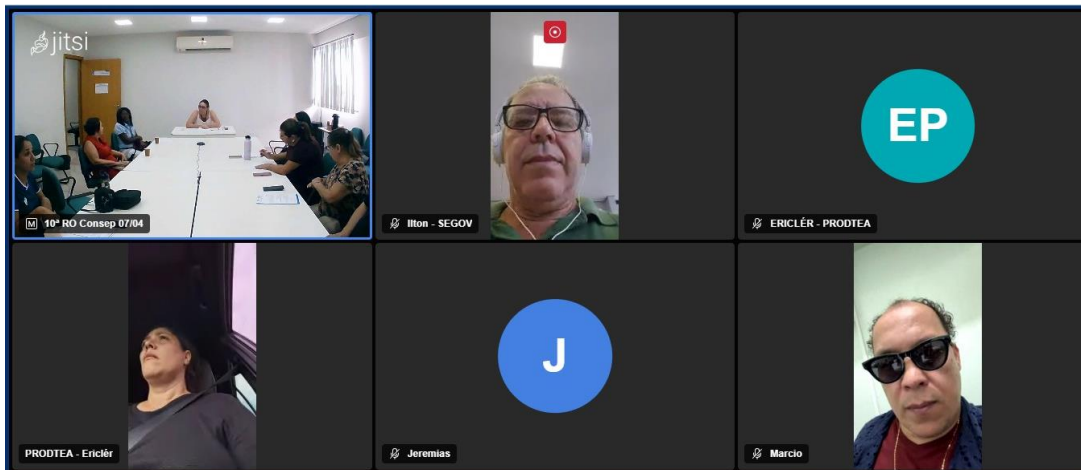 jitsi
M 10ª RO Consep 07/04
Ilton - SEGOV
EP
ERICLÉR - PRODTEA
PRODTEA - Ericlér
J
Jeremias
Marcio